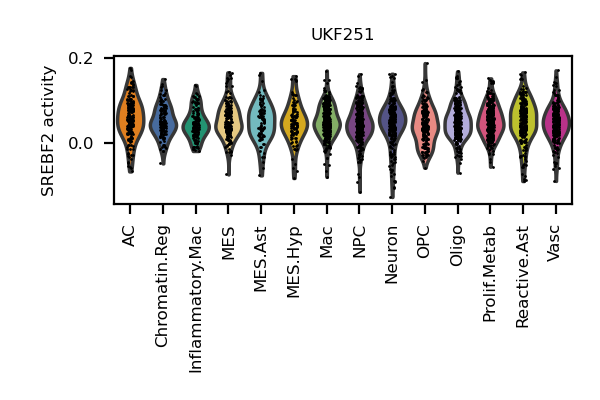 UKF251
SREBF2 activity
0.2
0.0
AC
Chromatin.Reg
Inflammatory.Mac
MES
MES.Ast
MES.Hyp
Mac
NPC
Neuron
OPC
Oligo
Prolif.Metab
Reactive.Ast
Vasc